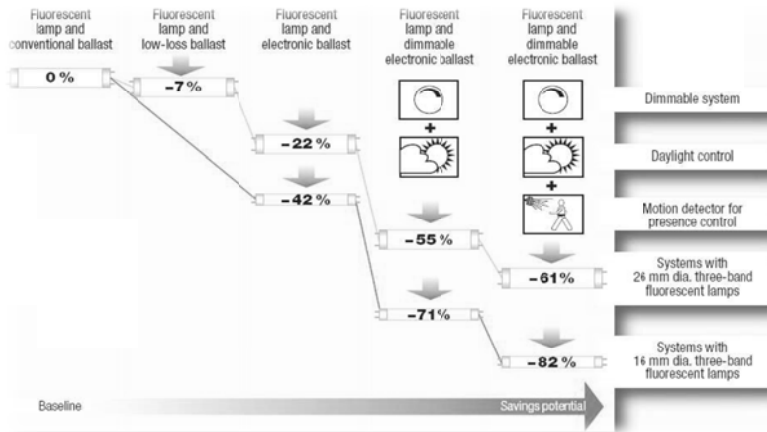 Fluorescent
lamp and
conventional ballast
Fluorescent
lamp and
low-loss ballast
Fluorescent
lamp and
electronic ballast
Fluorescent
lamp and
dimmable
electronic ballast
Fluorescent
lamp and
dimmable
electronic ballast
0 %
–7 %
–22 %
–42 %
–55 %
–61 %
–71 %
–82 %
+
+
+
Dimmable system
Daylight control
Motion detector for
presence control
Systems with
26 mm dia. three-band
fluorescent lamps
Systems with
16 mm dia. three-band
fluorescent lamps
Baseline
Savings potential